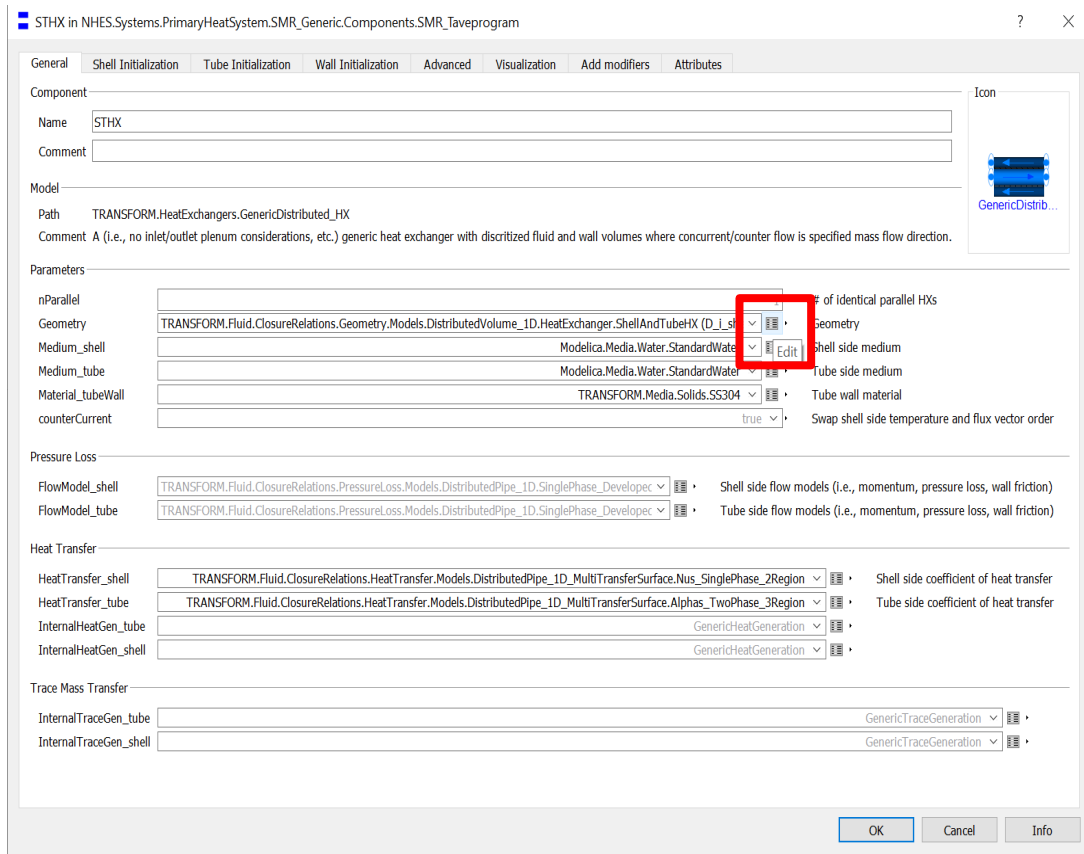 STHX in NHES.Systems.PrimaryHeatSystem.SMR_Generic.Components.SMR_Taveprogram ?
General Shell Initialization Tube Initialization Wall Initialization Advanced Visualization Add modifiers Attributes
Component Icon
Name STHX
Comment
GenericDistrib...
Model
Path TRANSFORM.HeatExchangers.GenericDistributed_HX
Comment A (i.e., no inlet/outlet plenum considerations, etc.) generic heat exchanger with discritized fluid and wall volumes where concurrent/counter flow is specified mass flow direction.
Parameters
nParallel # of identical parallel HXs
Geometry TRANSFORM.Fluid.ClosureRelations.Geometry.Models.DistributedVolume_1D.HeatExchanger.ShellAndTubeHX (D_i_sh Geometry
Medium_shell Modelica.Media.Water.StandardWater Edit Shell side medium
Medium_tube Modelica.Media.Water.StandardWater Tube side medium
Material_tubeWall TRANSFORM.Media.Solids.SS304 Tube wall material
counterCurrent true Swap shell side temperature and flux vector order
Pressure Loss
FlowModel_shell TRANSFORM.Fluid.ClosureRelations.PressureLoss.Models.DistributedPipe_1D.SinglePhase_Developed Shell side flow models (i.e., momentum, pressure loss, wall friction)
FlowModel_tube TRANSFORM.Fluid.ClosureRelations.PressureLoss.Models.DistributedPipe_1D.SinglePhase_Developed Tube side flow models (i.e., momentum, pressure loss, wall friction)
Heat Transfer
HeatTransfer_shell TRANSFORM.Fluid.ClosureRelations.HeatTransfer.Models.DistributedPipe_1D_MultiTransferSurface.Nus_SinglePhase_2Region Shell side coefficient of heat transfer
HeatTransfer_tube TRANSFORM.Fluid.ClosureRelations.HeatTransfer.Models.DistributedPipe_1D_MultiTransferSurface.Alphas_TwoPhase_3Region Tube side coefficient of heat transfer
InternalHeatGen_tube GenericHeatGeneration
InternalHeatGen_shell GenericHeatGeneration
Trace Mass Transfer
InternalTraceGen_tube GenericTraceGeneration
InternalTraceGen_shell GenericTraceGeneration
OK Cancel Info